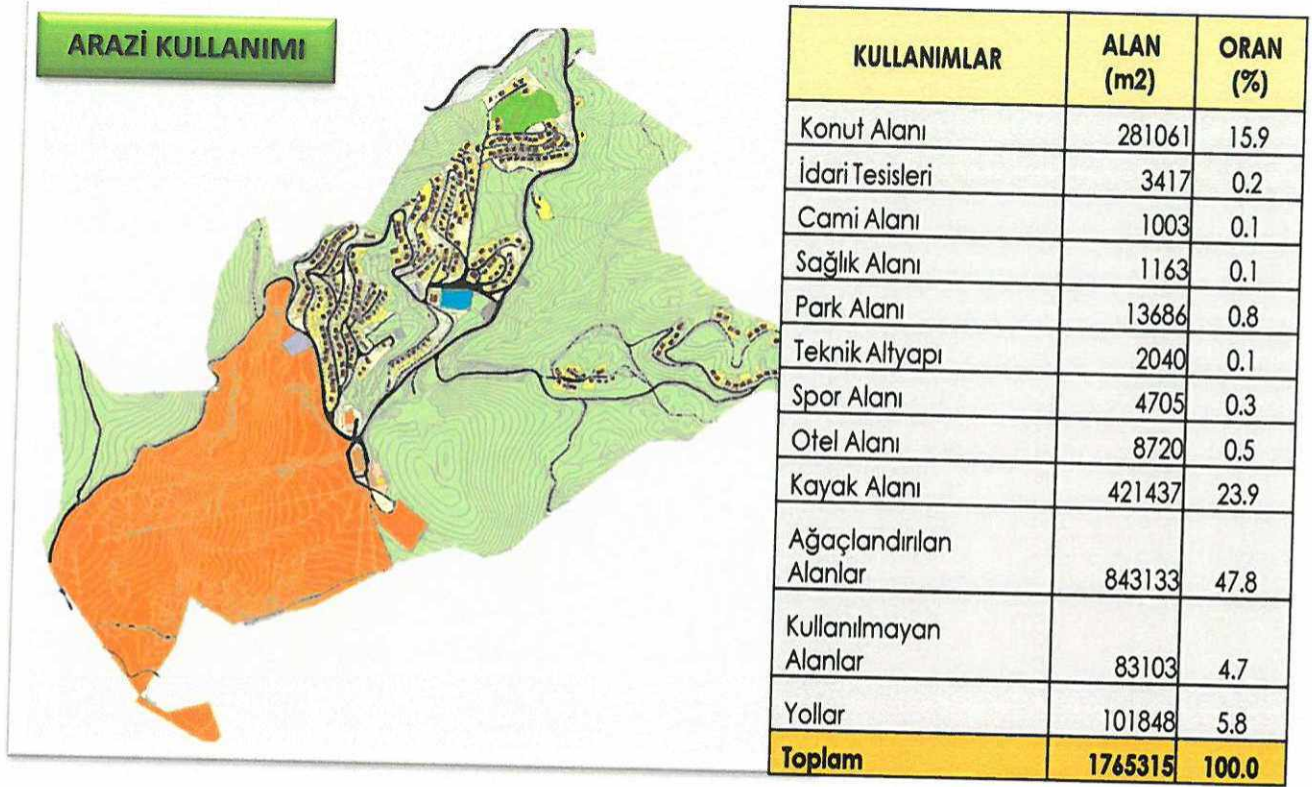 ARAZİ KULLANIMI
KULLANIMLAR ALAN (m2) ORAN (%)
Konut Alanı 281061 15.9
İdari Tesisleri 3417 0.2
Cami Alanı 1003 0.1
Sağlık Alanı 1163 0.1
Park Alanı 13686 0.8
Teknik Altyapı 2040 0.1
Spor Alanı 4705 0.3
Otel Alanı 8720 0.5
Kayak Alanı 421437 23.9
Ağaçlandırılan
Alanlar 843133 47.8
Kullanılmayan
Alanlar 83103 4.7
Yollar 101848 5.8
Toplam 1765315 100.0